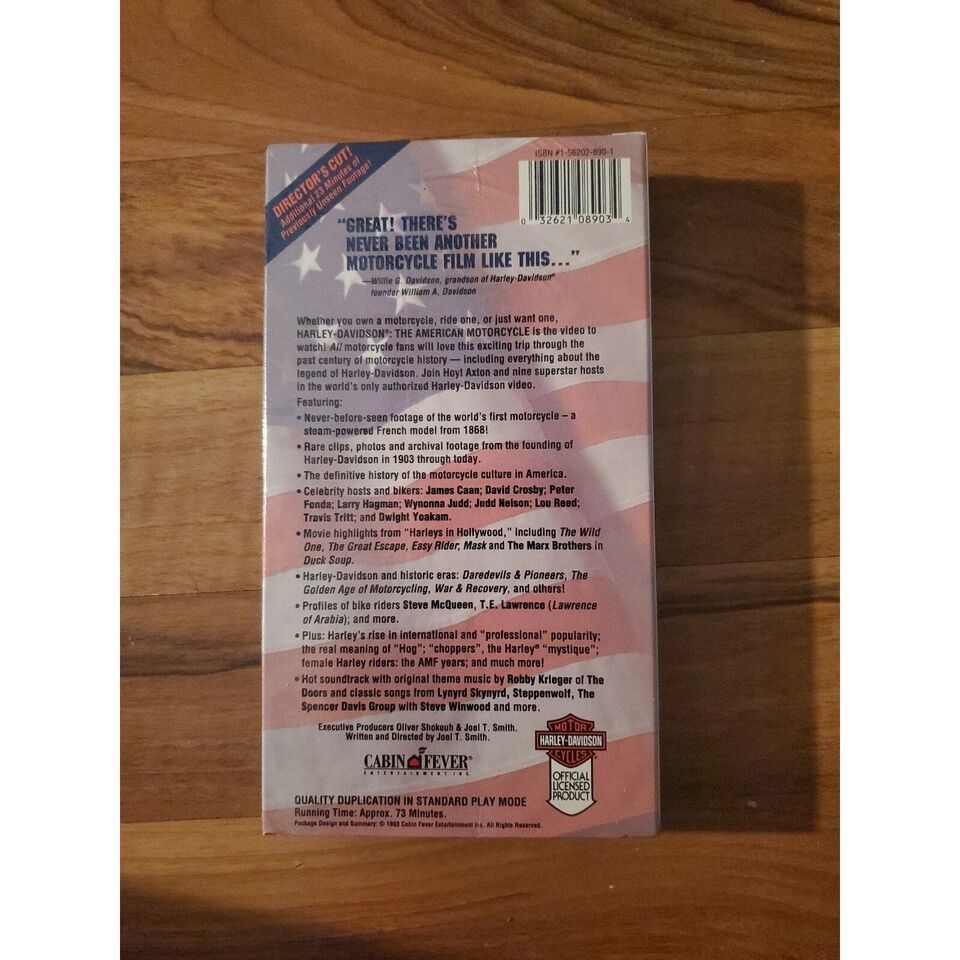 DIRECTOR'S CUT!
Additional 23 Minutes of
Previously Unseen Footage!
ISBN #1-56202-890-1
0 32621 08903 4
"GREAT! THERE'S
NEVER BEEN ANOTHER
MOTORCYCLE FILM LIKE THIS..."
—Willie G. Davidson, grandson of Harley-Davidson®
founder William A. Davidson
Whether you own a motorcycle, ride one, or just want one,
HARLEY-DAVIDSON®: THE AMERICAN MOTORCYCLE is the video to
watch! All motorcycle fans will love this exciting trip through the
past century of motorcycle history — including everything about the
legend of Harley-Davidson. Join Hoyt Axton and nine superstar hosts
in the world's only authorized Harley-Davidson video.
Featuring:
• Never-before-seen footage of the world's first motorcycle – a
steam-powered French model from 1868!
• Rare clips, photos and archival footage from the founding of
Harley-Davidson in 1903 through today.
• The definitive history of the motorcycle culture in America.
• Celebrity hosts and bikers: James Caan; David Crosby; Peter
Fonda; Larry Hagman; Wynonna Judd; Judd Nelson; Lou Reed;
Travis Tritt; and Dwight Yoakam.
• Movie highlights from "Harleys in Hollywood," including The Wild
One, The Great Escape, Easy Rider, Mask and The Marx Brothers in
Duck Soup.
• Harley-Davidson and historic eras: Daredevils & Pioneers, The
Golden Age of Motorcycling, War & Recovery, and others!
• Profiles of bike riders Steve McQueen, T.E. Lawrence (Lawrence
of Arabia); and more.
• Plus: Harley's rise in international and "professional" popularity;
the real meaning of "Hog"; "choppers", the Harley® "mystique";
female Harley riders: the AMF years; and much more!
• Hot soundtrack with original theme music by Robby Krieger of The
Doors and classic songs from Lynyrd Skynyrd, Steppenwolf, The
Spencer Davis Group with Steve Winwood and more.
Executive Producers Oliver Shokouh & Joel T. Smith.
Written and Directed by Joel T. Smith.
CABIN FEVER®
ENTERTAINMENT INC.
MOTOR
HARLEY-DAVIDSON
CYCLES
OFFICIAL
LICENSED
PRODUCT
QUALITY DUPLICATION IN STANDARD PLAY MODE
Running Time: Approx. 73 Minutes.
Package Design and Summary: © 1993 Cabin Fever Entertainment Inc. All Rights Reserved.